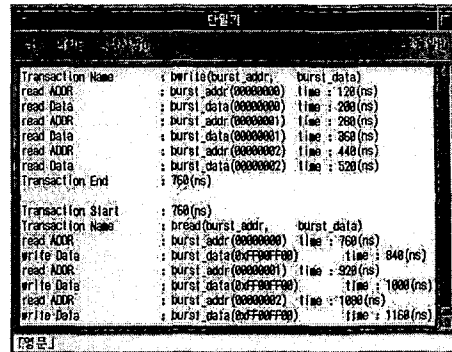 단말기
Transaction Name : bwrite(burst_addr, burst_data)
read ADDR : burst_addr(00000000) time : 120(ns)
read Data : burst_data(00000000) time : 200(ns)
read ADDR : burst_addr(00000001) time : 280(ns)
read Data : burst_data(00000001) time : 360(ns)
read ADDR : burst_addr(00000002) time : 440(ns)
read Data : burst_data(00000002) time : 520(ns)
Transaction End : 760(ns)
Transaction Start : 760(ns)
Transaction Name : bread(burst_addr, burst_data)
read ADDR : burst_addr(00000000) time : 760(ns)
write Data : burst_data(0xFF00FF00) time : 840(ns)
read ADDR : burst_addr(00000001) time : 920(ns)
write Data : burst_data(0xFF00FF00) time : 1000(ns)
read ADDR : burst_addr(00000002) time : 1080(ns)
write Data : burst_data(0xFF00FF00) time : 1160(ns)
[영문]